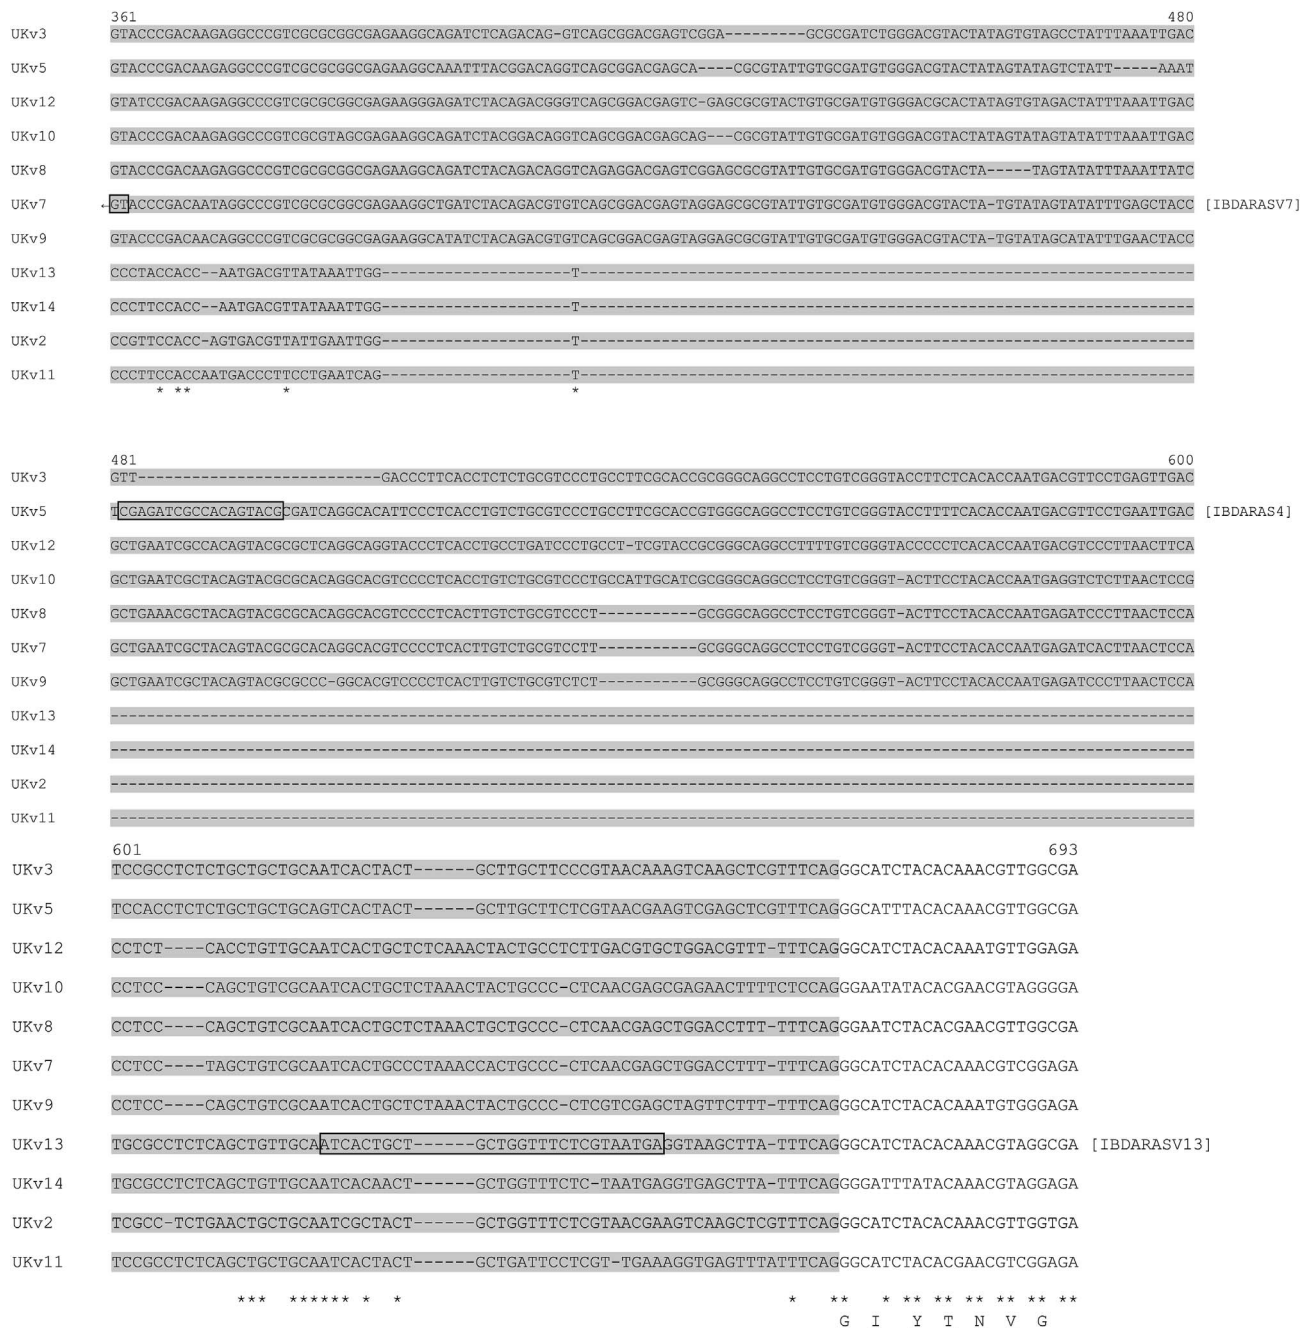 361 480
UKv3 GTACCCGACAAGAGGCCCGTCGCGCGGCGAGAAGGCAGATCTCAGACAG-GTCAGCGGACGAGTCGGA---------GCGCGATCTGGGACGTACTATAGTGTAGCCTATTTAAATTGAC
UKv5 GTACCCGACAAGAGGCCCGTCGCGCGGCGAGAAGGCAAATTTACGGACAGGTCAGCGGACGAGCA----CGCGTATTGTGCGATGTGGGACGTACTATAGTATAGTCTATT-----AAAT
UKv12 GTATCCGACAAGAGGCCCGTCGCGCGGCGAGAAGGGAGATCTACAGACGGGTCAGCGGACGAGTC-GAGCGCGTACTGTGCGATGTGGGACGCACTATAGTGTAGACTATTTAAATTGAC
UKv10 GTACCCGACAAGAGGCCCGTCGCGTAGCGAGAAGGCAGATCTACGGACAGGTCAGCGGACGAGCAG---CGCGTATTGTGCGATGTGGGACGTACTATAGTATAGTATATTTAAATTGAC
UKv8 GTACCCGACAAGAGGCCCGTCGCGCGGCGAGAAGGCAGATCTACAGACAGGTCAGAGGACGAGTCGGAGCGCGTATTGTGCGATGTGGGACGTACTA-----TAGTATATTTAAATTATC
UKv7 ←GTACCCGACAATAGGCCCGTCGCGCGGCGAGAAGGCTGATCTACAGACGTGTCAGCGGACGAGTAGGAGCGCGTATTGTGCGATGTGGGACGTACTA-TGTATAGTATATTTGAGCTACC [IBDARASV7]
UKv9 GTACCCGACAACAGGCCCGTCGCGCGGCGAGAAGGCATATCTACAGACGTGTCAGCGGACGAGTAGGAGCGCGTATTGTGCGATGTGGGACGTACTA-TGTATAGCATATTTGAACTACC
UKv13 CCCTACCACC--AATGACGTTATAAATTGG---------------------T--------------------------------------------------------------------
UKv14 CCCTTCCACC--AATGACGTTATAAATTGG---------------------T--------------------------------------------------------------------
UKv2 CCGTTCCACC-AGTGACGTTATTGAATTGG---------------------T--------------------------------------------------------------------
UKv11 CCCTTCCACCAATGACCCTTCCTGAATCAG---------------------T--------------------------------------------------------------------
* ** * *
481 600
UKv3 GTT---------------------------GACCCTTCACCTCTCTGCGTCCCTGCCTTCGCACCGCGGGCAGGCCTCCTGTCGGGTACCTTCTCACACCAATGACGTTCCTGAGTTGAC
UKv5 TCGAGATCGCCACAGTACGCGATCAGGCACATTCCCTCACCTGTCTGCGTCCCTGCCTTCGCACCGTGGGCAGGCCTCCTGTCGGGTACCTTTTCACACCAATGACGTTCCTGAATTGAC [IBDARAS4]
UKv12 GCTGAATCGCCACAGTACGCGCTCAGGCAGGTACCCTCACCTGCCTGATCCCTGCCT-TCGTACCGCGGGCAGGCCTTTTGTCGGGTACCCCCTCACACCAATGACGTCCCTTAACTTCA
UKv10 GCTGAATCGCTACAGTACGCGCACAGGCACGTCCCCTCACCTGTCTGCGTCCCTGCCATTGCATCGCGGGCAGGCCTCCTGTCGGGT-ACTTCCTACACCAATGAGGTCTCTTAACTCCG
UKv8 GCTGAAACGCTACAGTACGCGCACAGGCACGTCCCCTCACTTGTCTGCGTCCCT-----------GCGGGCAGGCCTCCTGTCGGGT-ACTTCCTACACCAATGAGATCCCTTAACTCCA
UKv7 GCTGAATCGCTACAGTACGCGCACAGGCACGTCCCCTCACTTGTCTGCGTCCTT-----------GCGGGCAGGCCTCCTGTCGGGT-ACTTCCTACACCAATGAGATCACTTAACTCCA
UKv9 GCTGAATCGCTACAGTACGCGCCC-GGCACGTCCCCTCACTTGTCTGCGTCTCT-----------GCGGGCAGGCCTCCTGTCGGGT-ACTTCCTACACCAATGAGATCCCTTAACTCCA
UKv13 ------------------------------------------------------------------------------------------------------------------------
UKv14 ------------------------------------------------------------------------------------------------------------------------
UKv2 ------------------------------------------------------------------------------------------------------------------------
UKv11 ------------------------------------------------------------------------------------------------------------------------
601 693
UKv3 TCCGCCTCTCTGCTGCTGCAATCACTACT------GCTTGCTTCCCGTAACAAAGTCAAGCTCGTTTCAGGGCATCTACACAAACGTTGGCGA
UKv5 TCCACCTCTCTGCTGCTGCAGTCACTACT------GCTTGCTTCTCGTAACGAAGTCGAGCTCGTTTCAGGGCATTTACACAAACGTTGGCGA
UKv12 CCTCT----CACCTGTTGCAATCACTGCTCTCAAACTACTGCCTCTTGACGTGCTGGACGTTT-TTTCAGGGCATCTACACAAATGTTGGAGA
UKv10 CCTCC----CAGCTGTCGCAATCACTGCTCTAAACTACTGCCC-CTCAACGAGCGAGAACTTTTCTCCAGGGAATATACACGAACGTAGGGGA
UKv8 CCTCC----CAGCTGTCGCAATCACTGCTCTAAACTGCTGCCC-CTCAACGAGCTGGACCTTT-TTTCAGGGAATCTACACGAACGTTGGCGA
UKv7 CCTCC----TAGCTGTCGCAATCACTGCCCTAAACCACTGCCC-CTCAACGAGCTGGACCTTT-TTTCAGGGCATCTACACAAACGTCGGAGA
UKv9 CCTCC----CAGCTGTCGCAATCACTGCTCTAAACTACTGCCC-CTCGTCGAGCTAGTTCTTT-TTTCAGGGCATCTACACAAATGTGGGAGA
UKv13 TGCGCCTCTCAGCTGTTGCAATCACTGCT------GCTGGTTTCTCGTAATGAGGTAAGCTTA-TTTCAGGGCATCTACACAAACGTAGGCGA [IBDARASV13]
UKv14 TGCGCCTCTCAGCTGTTGCAATCACAACT------GCTGGTTTCTC-TAATGAGGTGAGCTTA-TTTCAGGGGATTTATACAAACGTAGGAGA
UKv2 TCGCC-TCTGAACTGCTGCAATCGCTACT------GCTGGTTTCTCGTAACGAAGTCAAGCTCGTTTCAGGGCATCTACACAAACGTTGGTGA
UKv11 TCCGCCTCTCAGCTGCTGCAATCACTACT------GCTGATTCCTCGT-TGAAAGGTGAGTTTATTTCAGGGCATCTACACGAACGTCGGAGA
*** ****** * * * ** * ** ** ** ** ** **
G I Y T N V G